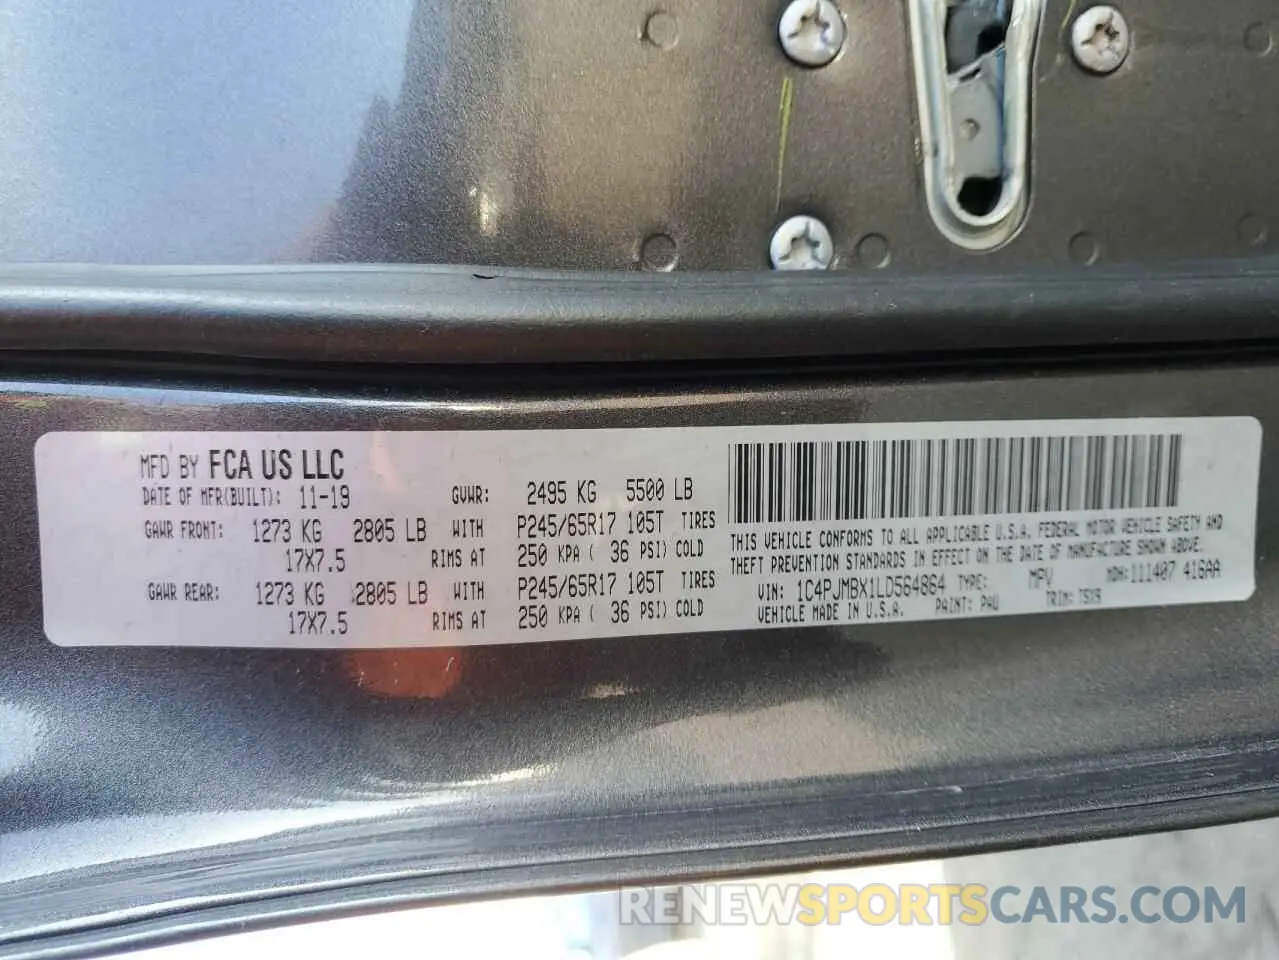 MFD BY FCA US LLC
DATE OF MFR(BUILT): 11-19 GVWR: 2495 KG 5500 LB
GAWR FRONT: 1273 KG 2805 LB WITH P245/65R17 105T TIRES
17X7.5 RIMS AT 250 KPA ( 36 PSI) COLD
GAWR REAR: 1273 KG 2805 LB WITH P245/65R17 105T TIRES
17X7.5 RIMS AT 250 KPA ( 36 PSI) COLD
THIS VEHICLE CONFORMS TO ALL APPLICABLE U.S.A. FEDERAL MOTOR VEHICLE SAFETY AND
THEFT PREVENTION STANDARDS IN EFFECT ON THE DATE OF MANUFACTURE SHOWN ABOVE.
VIN: 1C4PJMBX1LD564864 TYPE: MPV MDH: 111407 416AA
VEHICLE MADE IN U.S.A. PAINT: PAU TRIM: T5X9
RENEWSPORTSCARS.COM